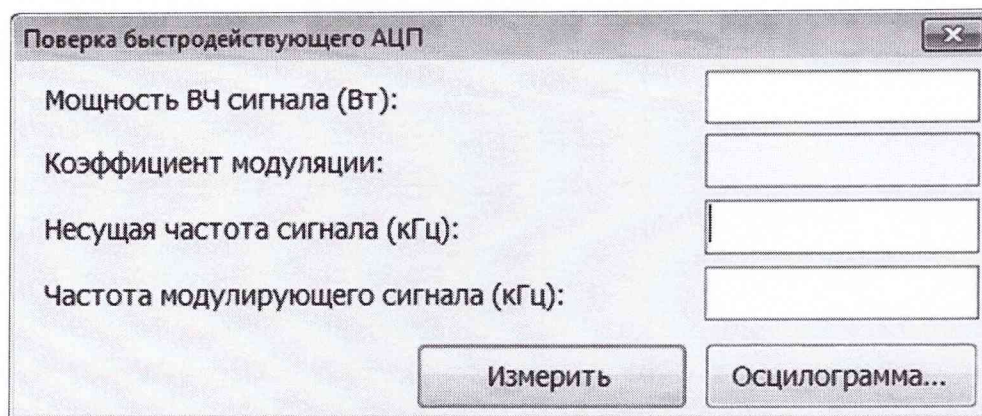 Поверка быстродействующего АЦП
Мощность ВЧ сигнала (Вт):
Коэффициент модуляции:
Несущая частота сигнала (кГц):
Частота модулирующего сигнала (кГц):
Измерить Осцилограмма...